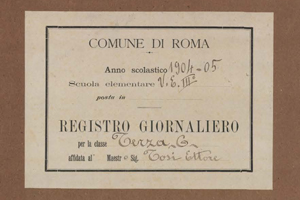 COMUNE DI ROMA
Anno scolastico 1904-05
Scuola elementare V. E. III°
posta in
REGISTRO GIORNALIERO
per la classe Terza C.
affidata al Maestro Sig. Tosi Ettore